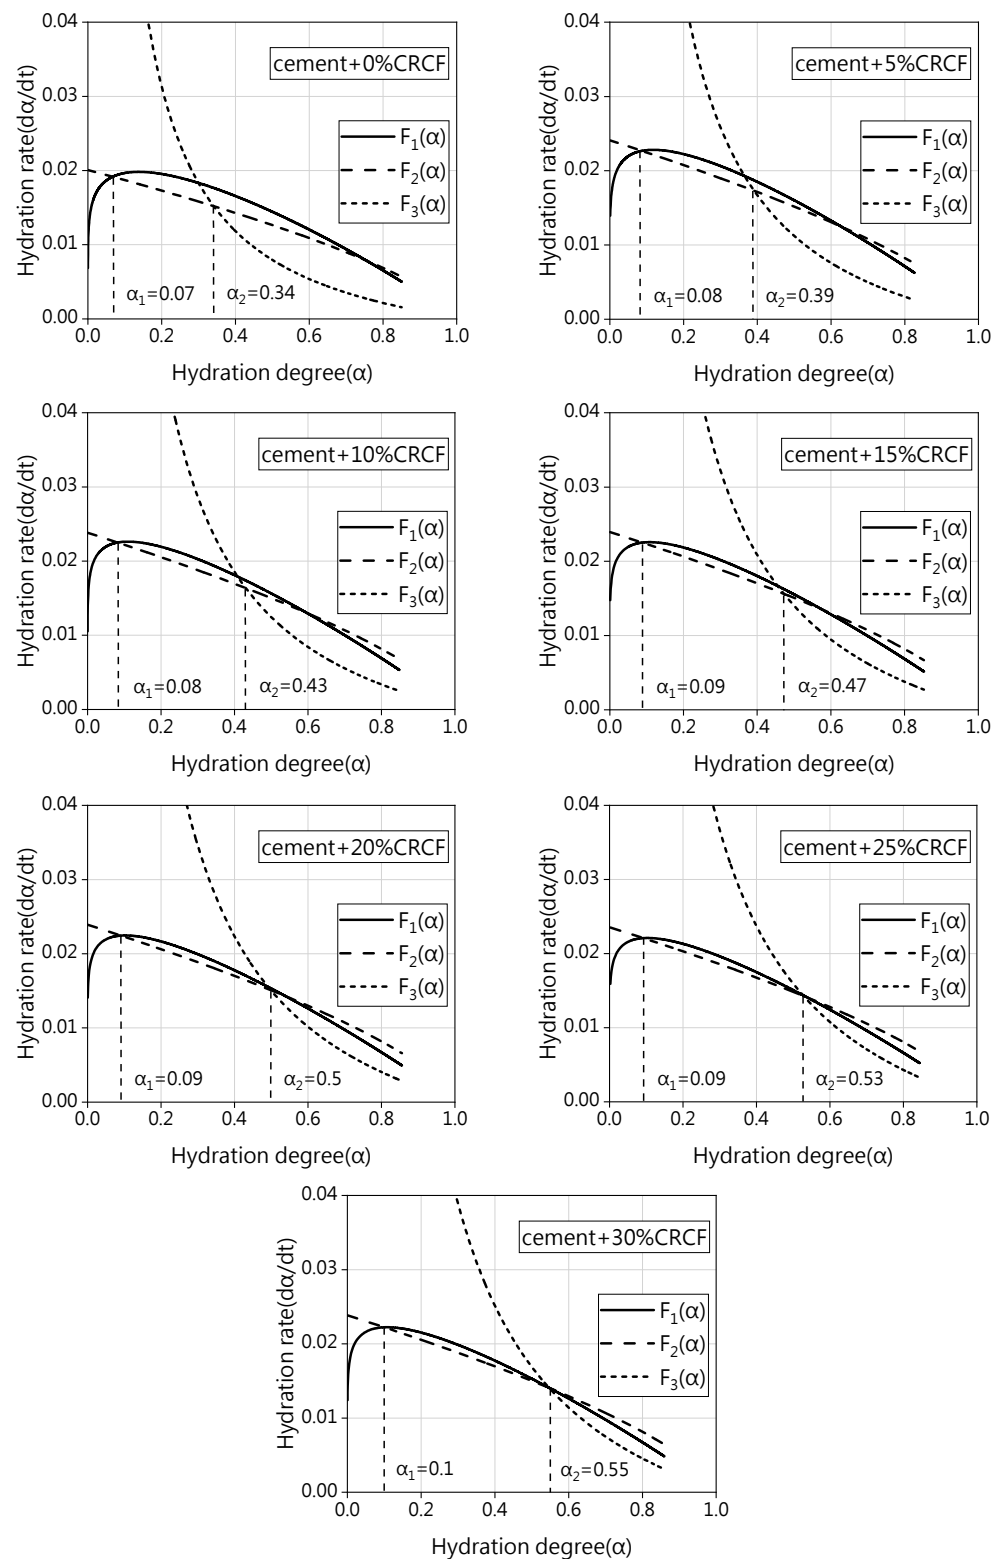 0.04
cement+0%CRCF
0.03
F₁(α)
0.02
F₂(α)
F₃(α)
0.01
α₁=0.07
α₂=0.34
0.00
0.0 0.2 0.4 0.6 0.8 1.0
Hydration degree(α)
Hydration rate(dα/dt)
0.04
cement+5%CRCF
0.03
F₁(α)
0.02
F₂(α)
F₃(α)
0.01
α₁=0.08
α₂=0.39
0.00
0.0 0.2 0.4 0.6 0.8 1.0
Hydration degree(α)
Hydration rate(dα/dt)
0.04
cement+10%CRCF
0.03
F₁(α)
0.02
F₂(α)
F₃(α)
0.01
α₁=0.08
α₂=0.43
0.00
0.0 0.2 0.4 0.6 0.8 1.0
Hydration degree(α)
Hydration rate(dα/dt)
0.04
cement+15%CRCF
0.03
F₁(α)
0.02
F₂(α)
F₃(α)
0.01
α₁=0.09
α₂=0.47
0.00
0.0 0.2 0.4 0.6 0.8 1.0
Hydration degree(α)
Hydration rate(dα/dt)
0.04
cement+20%CRCF
0.03
F₁(α)
0.02
F₂(α)
F₃(α)
0.01
α₁=0.09
α₂=0.5
0.00
0.0 0.2 0.4 0.6 0.8 1.0
Hydration degree(α)
Hydration rate(dα/dt)
0.04
cement+25%CRCF
0.03
F₁(α)
0.02
F₂(α)
F₃(α)
0.01
α₁=0.09
α₂=0.53
0.00
0.0 0.2 0.4 0.6 0.8 1.0
Hydration degree(α)
Hydration rate(dα/dt)
0.04
cement+30%CRCF
0.03
F₁(α)
0.02
F₂(α)
F₃(α)
0.01
α₁=0.1
α₂=0.55
0.00
0.0 0.2 0.4 0.6 0.8 1.0
Hydration degree(α)
Hydration rate(dα/dt)